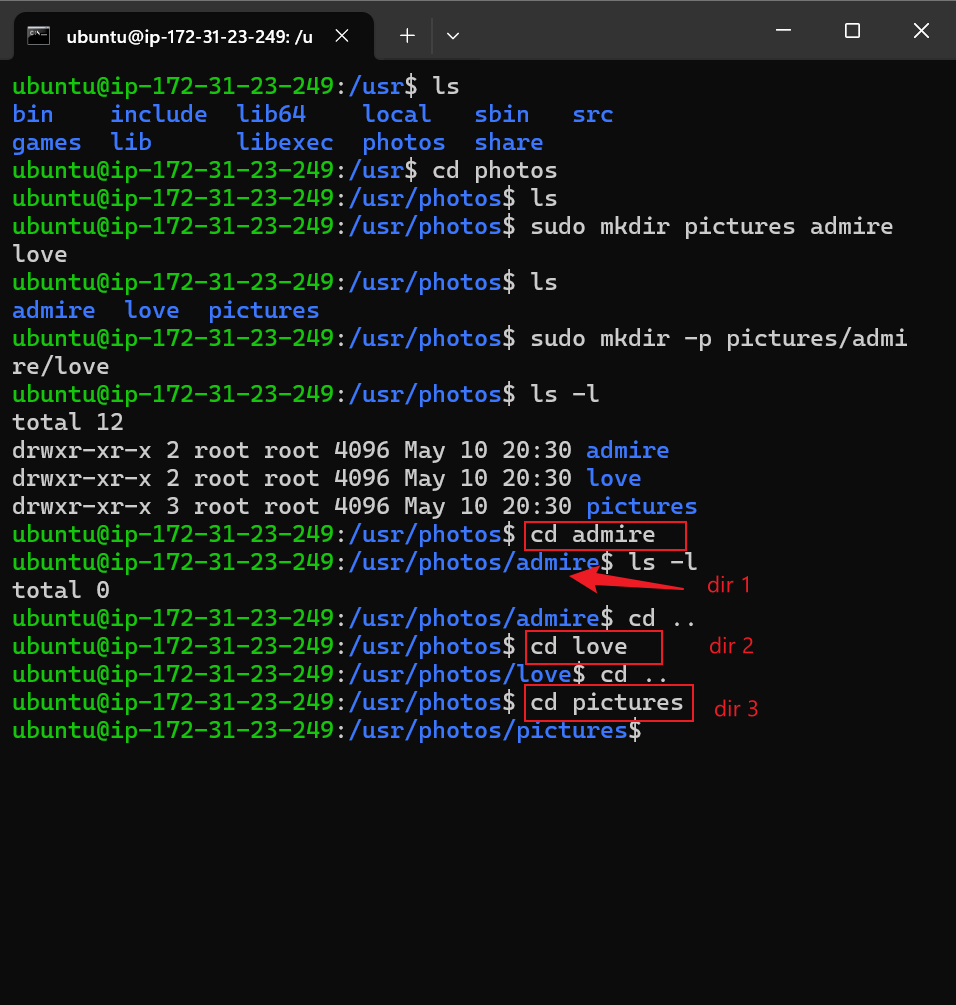 ubuntu@ip-172-31-23-249: /u
ubuntu@ip-172-31-23-249:/usr$ ls
bin    include  lib64    local   sbin   src
games  lib      libexec  photos  share
ubuntu@ip-172-31-23-249:/usr$ cd photos
ubuntu@ip-172-31-23-249:/usr/photos$ ls
ubuntu@ip-172-31-23-249:/usr/photos$ sudo mkdir pictures admire
love
ubuntu@ip-172-31-23-249:/usr/photos$ ls
admire  love  pictures
ubuntu@ip-172-31-23-249:/usr/photos$ sudo mkdir -p pictures/admi
re/love
ubuntu@ip-172-31-23-249:/usr/photos$ ls -l
total 12
drwxr-xr-x 2 root root 4096 May 10 20:30 admire
drwxr-xr-x 2 root root 4096 May 10 20:30 love
drwxr-xr-x 3 root root 4096 May 10 20:30 pictures
ubuntu@ip-172-31-23-249:/usr/photos$ cd admire
ubuntu@ip-172-31-23-249:/usr/photos/admire$ ls -l
dir 1
total 0
ubuntu@ip-172-31-23-249:/usr/photos/admire$ cd ..
ubuntu@ip-172-31-23-249:/usr/photos$ cd love
dir 2
ubuntu@ip-172-31-23-249:/usr/photos/love$ cd ..
ubuntu@ip-172-31-23-249:/usr/photos$ cd pictures
dir 3
ubuntu@ip-172-31-23-249:/usr/photos/pictures$